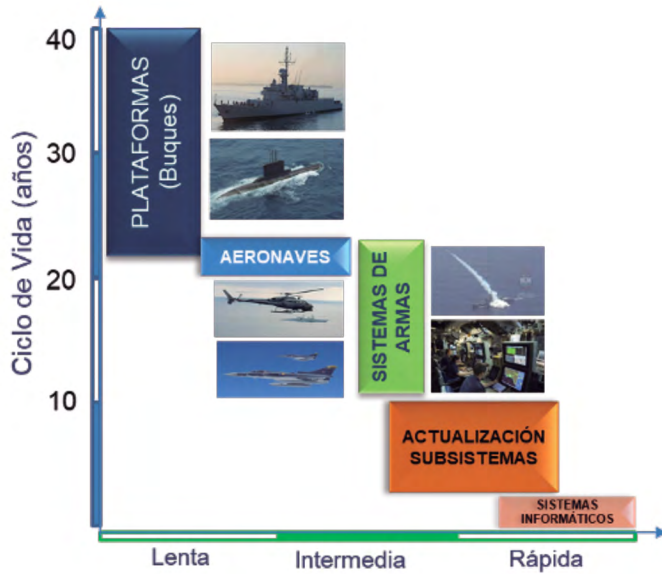 40
30
20
10
Ciclo de Vida (años)
PLATAFORMAS
(Buques)
AERONAVES
SISTEMAS DE
ARMAS
ACTUALIZACIÓN
SUBSISTEMAS
SISTEMAS
INFORMÁTICOS
Lenta
Intermedia
Rápida